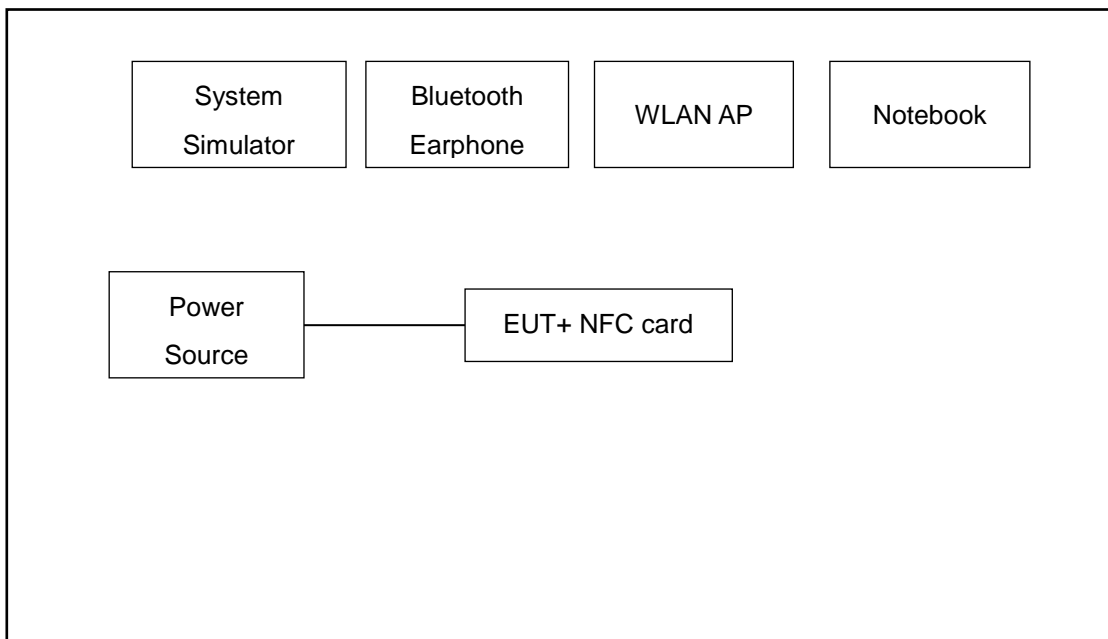 System
Simulator
Bluetooth
Earphone
WLAN AP
Notebook
Power
Source
EUT+ NFC card